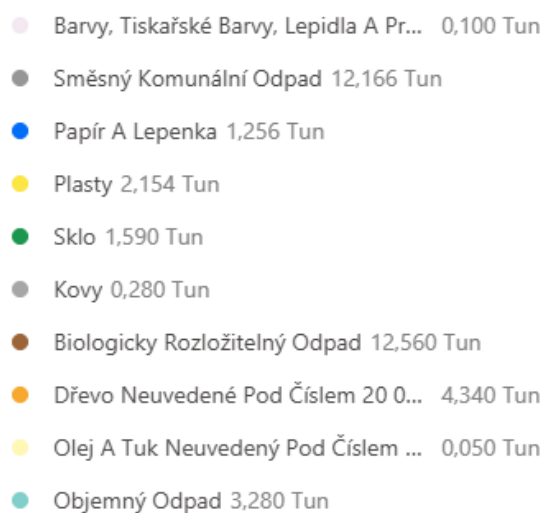 Barvy, Tiskařské Barvy, Lepidla A Pr... 0,100 Tun
Směsný Komunální Odpad 12,166 Tun
Papír A Lepenka 1,256 Tun
Plasty 2,154 Tun
Sklo 1,590 Tun
Kovy 0,280 Tun
Biologicky Rozložitelný Odpad 12,560 Tun
Dřevo Neuvedené Pod Číslem 20 0... 4,340 Tun
Olej A Tuk Neuvedený Pod Číslem ... 0,050 Tun
Objemný Odpad 3,280 Tun